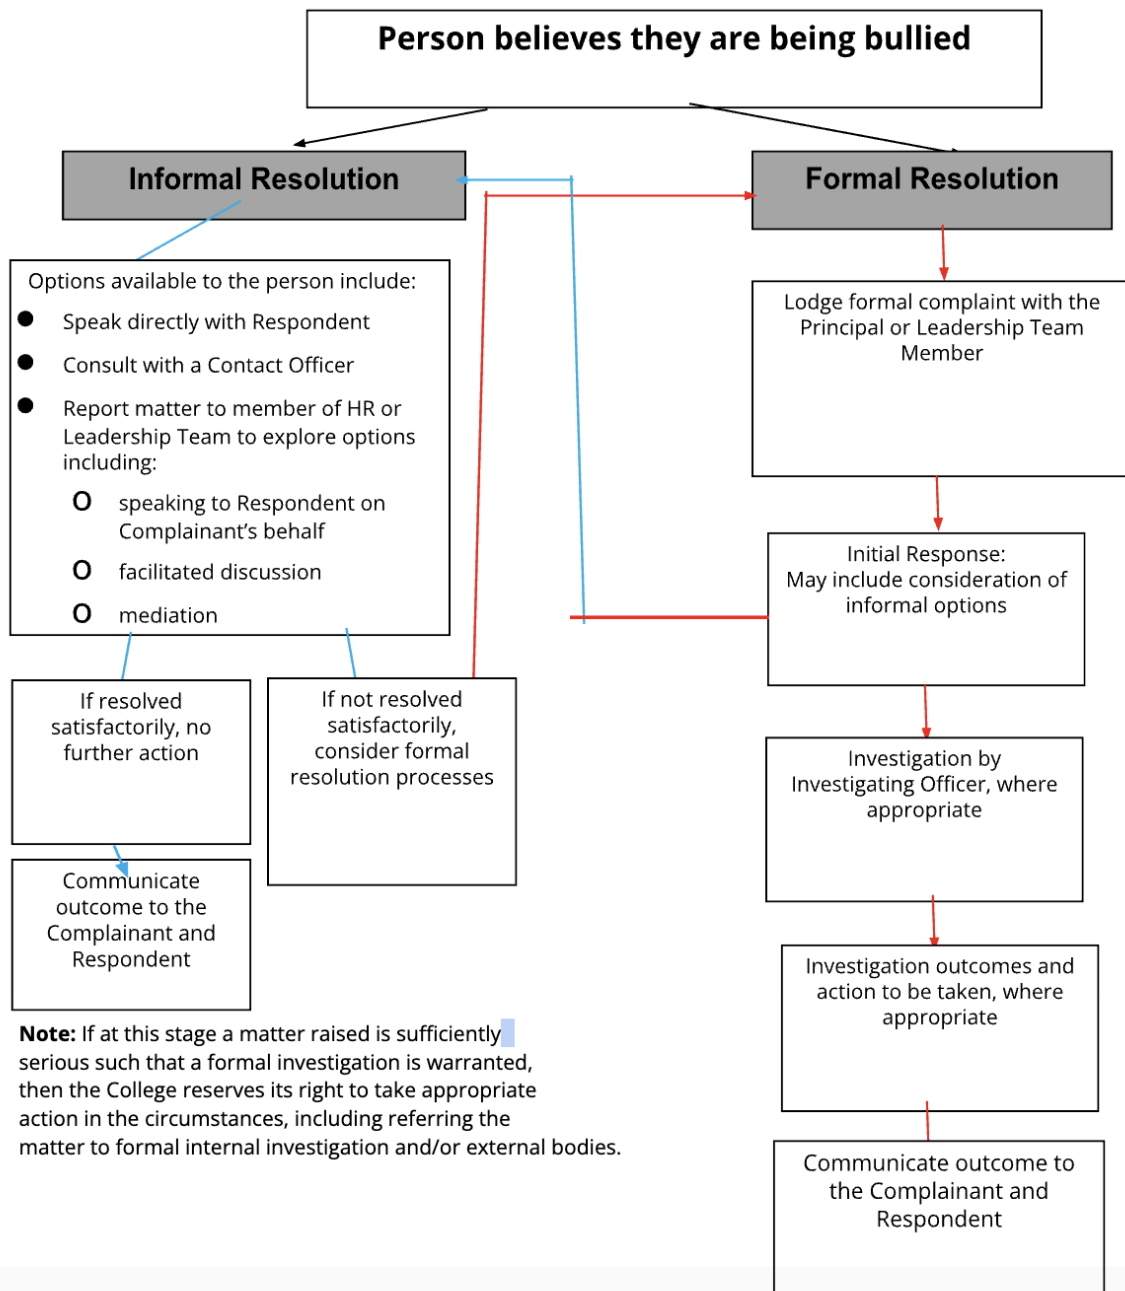 Person believes they are being bullied
Informal Resolution
Formal Resolution
Options available to the person include:
● Speak directly with Respondent
● Consult with a Contact Officer
● Report matter to member of HR or
Leadership Team to explore options
including:
o speaking to Respondent on
Complainant’s behalf
o facilitated discussion
o mediation
If resolved
satisfactorily, no
further action
If not resolved
satisfactorily,
consider formal
resolution processes
Communicate
outcome to the
Complainant and
Respondent
Note: If at this stage a matter raised is sufficiently
serious such that a formal investigation is warranted,
then the College reserves its right to take appropriate
action in the circumstances, including referring the
matter to formal internal investigation and/or external bodies.
Lodge formal complaint with the
Principal or Leadership Team
Member
Initial Response:
May include consideration of
informal options
Investigation by
Investigating Officer, where
appropriate
Investigation outcomes and
action to be taken, where
appropriate
Communicate outcome to
the Complainant and
Respondent